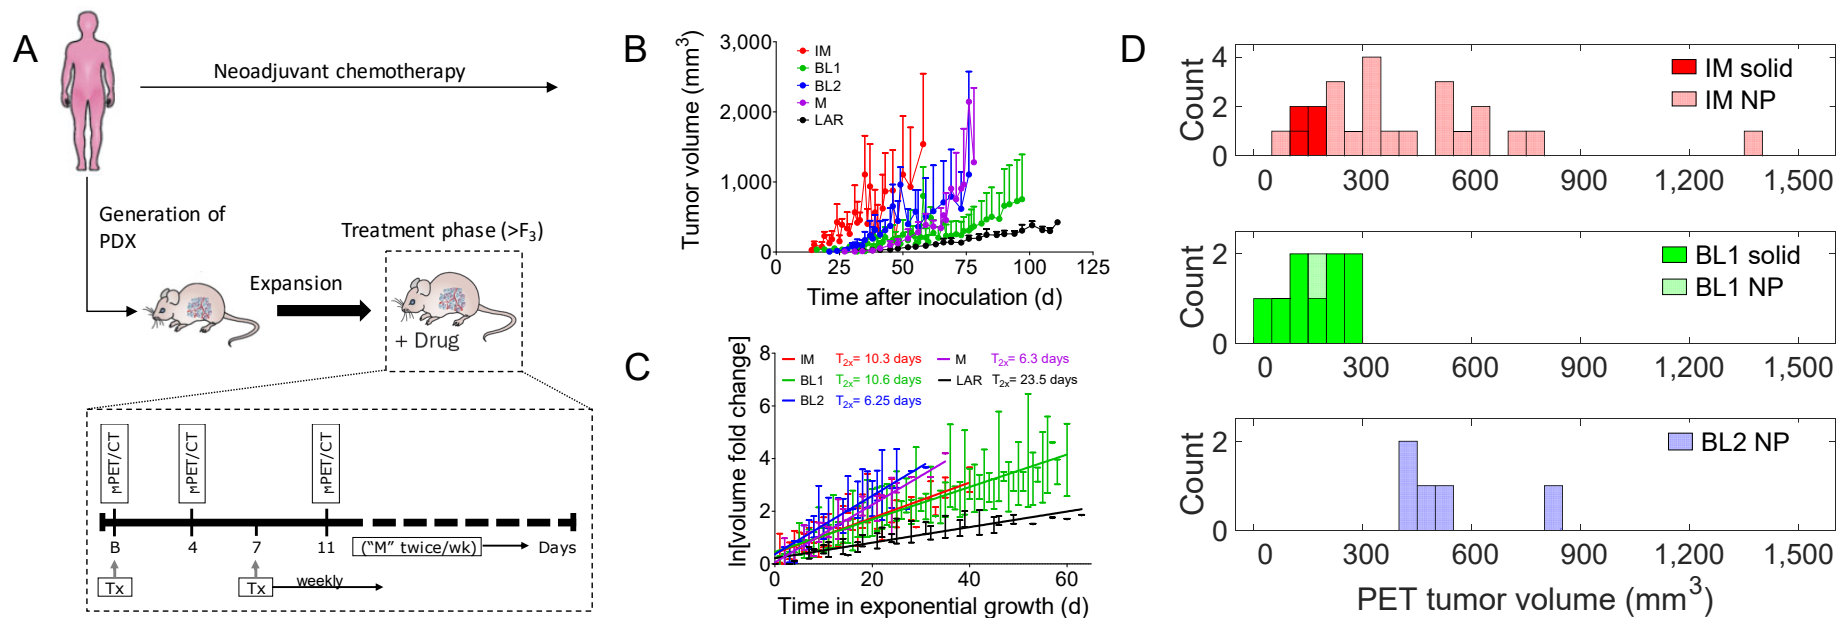 A
Neoadjuvant chemotherapy
Generation of
PDX
Expansion
Treatment phase (>F3)
+ Drug
mPET/CT
mPET/CT
mPET/CT
B
4
7
11
("M" twice/wk)
Days
Tx
Tx
weekly
B
Tumor volume (mm3)
3,000
2,000
1,000
0
IM
BL1
BL2
M
LAR
0
25
50
75
100
125
Time after inoculation (d)
C
ln[volume fold change]
8
6
4
2
0
IM T2x= 10.3 days
BL1 T2x= 10.6 days
BL2 T2x= 6.25 days
M T2x= 6.3 days
LAR T2x= 23.5 days
0
20
40
60
Time in exponential growth (d)
D
Count
4
2
0
IM solid
IM NP
0
300
600
900
1,200
1,500
Count
2
0
BL1 solid
BL1 NP
0
300
600
900
1,200
1,500
Count
2
0
BL2 NP
0
300
600
900
1,200
1,500
PET tumor volume (mm3)